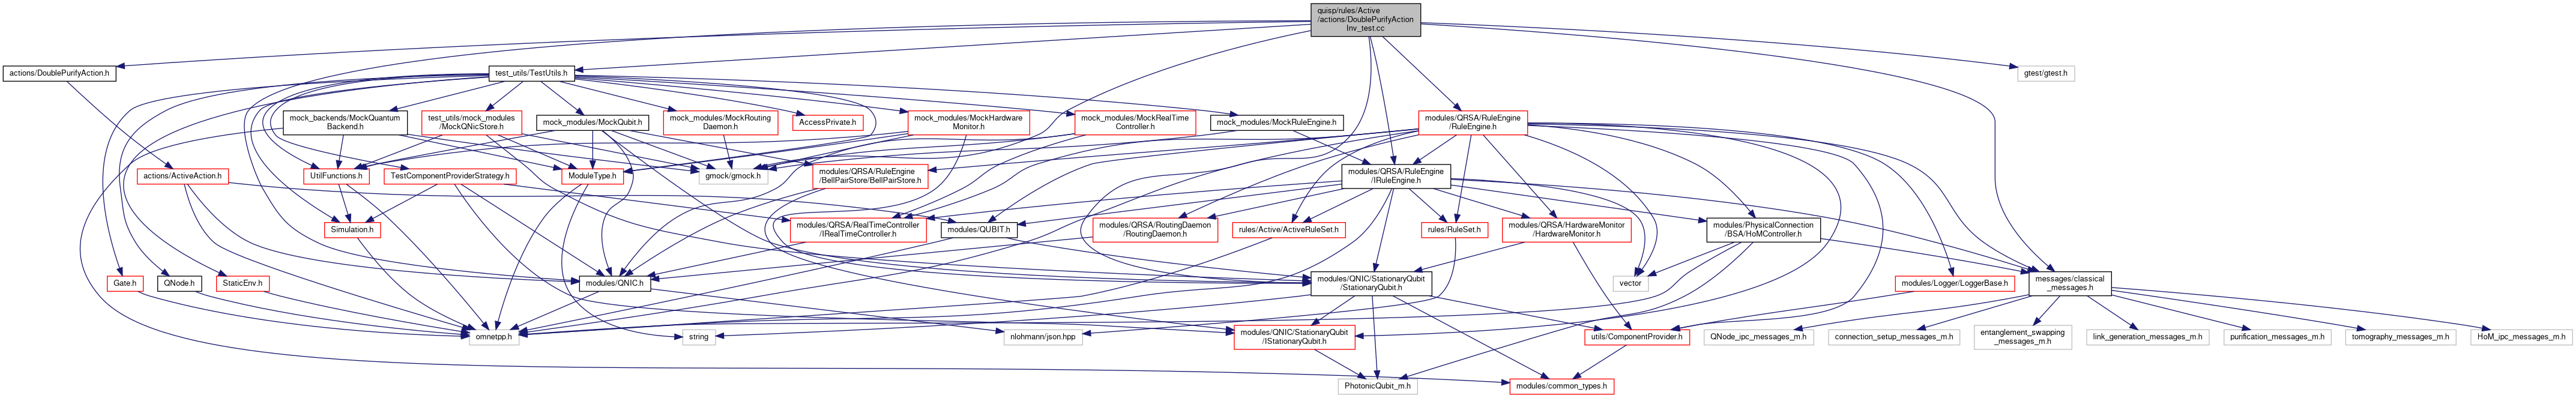 quisp/rules/Active
/actions/DoublePurifyAction
Inv_test.cc
actions/DoublePurifyAction.h
test_utils/TestUtils.h
gtest/gtest.h
mock_backends/MockQuantum
Backend.h
test_utils/mock_modules
/MockQNicStore.h
mock_modules/MockQubit.h
mock_modules/MockRouting
Daemon.h
AccessPrivate.h
mock_modules/MockHardware
Monitor.h
mock_modules/MockRealTime
Controller.h
mock_modules/MockRuleEngine.h
modules/QRSA/RuleEngine
/RuleEngine.h
actions/ActiveAction.h
UtilFunctions.h
TestComponentProviderStrategy.h
ModuleType.h
gmock/gmock.h
modules/QRSA/RuleEngine
/BellPairStore/BellPairStore.h
modules/QRSA/RuleEngine
/IRuleEngine.h
Simulation.h
modules/QRSA/RealTimeController
/IRealTimeController.h
modules/QUBIT.h
modules/QRSA/RoutingDaemon
/RoutingDaemon.h
rules/Active/ActiveRuleSet.h
rules/RuleSet.h
modules/QRSA/HardwareMonitor
/HardwareMonitor.h
modules/PhysicalConnection
/BSA/HoMController.h
Gate.h
QNode.h
StaticEnv.h
modules/QNIC.h
modules/QNIC/StationaryQubit
/StationaryQubit.h
vector
modules/Logger/LoggerBase.h
messages/classical
_messages.h
omnetpp.h
string
nlohmann/json.hpp
modules/QNIC/StationaryQubit
/IStationaryQubit.h
utils/ComponentProvider.h
QNode_ipc_messages_m.h
connection_setup_messages_m.h
entanglement_swapping
_messages_m.h
link_generation_messages_m.h
purification_messages_m.h
tomography_messages_m.h
HoM_ipc_messages_m.h
PhotonicQubit_m.h
modules/common_types.h